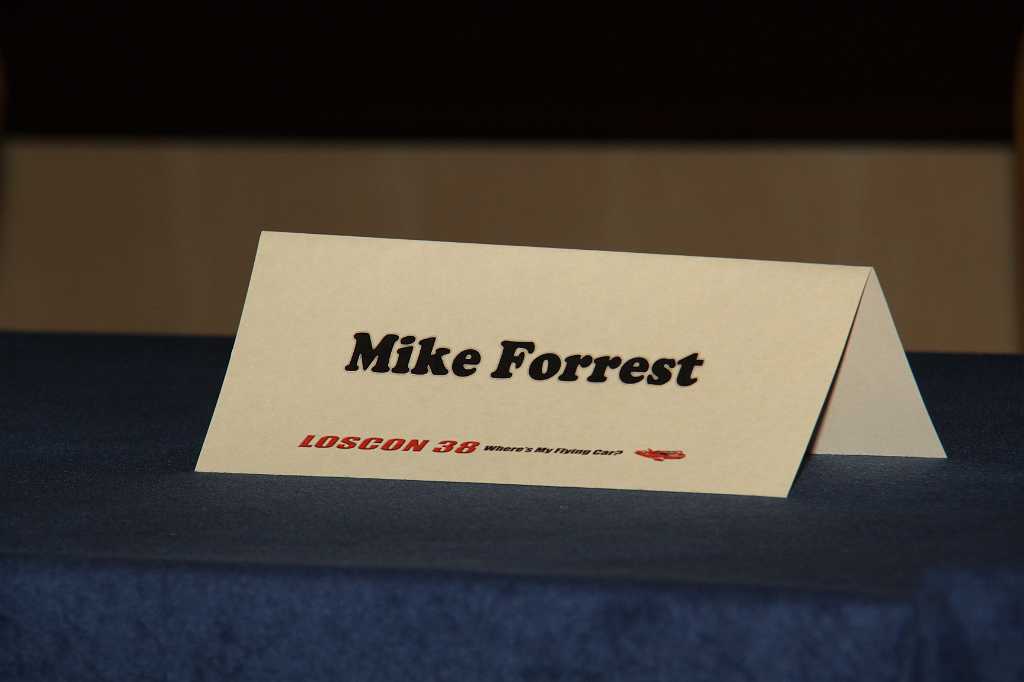 Mike Forrest
LOSCON 38 Where's My Flying Car?